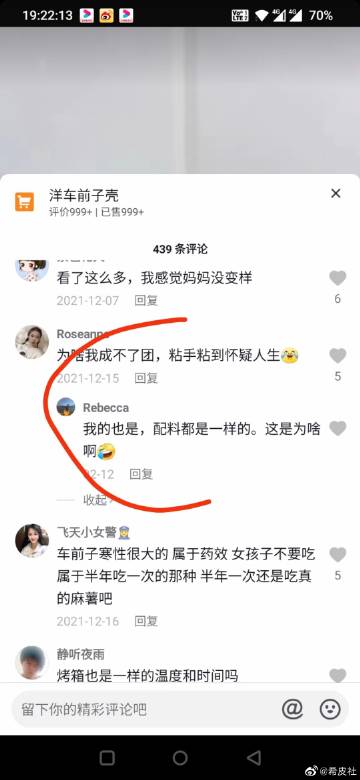 19:22:13
70%
洋车前子壳
评价999+ | 已售999+
439 条评论
看了这么多，我感觉妈妈没变样
2021-12-07 回复
6
Roseanne
为啥我成不了团，粘手粘到怀疑人生😂
2021-12-15 回复
5
Rebecca
我的也是，配料都是一样的。这是为啥
啊🤣
02-12 回复
收起
飞天小女警👮
车前子寒性很大的 属于药效 女孩子不要吃
属于半年吃一次的那种 半年一次还是吃真
的麻薯吧
5
2021-12-16 回复
静听夜雨
烤箱也是一样的温度和时间吗
留下你的精彩评论吧
@希皮社